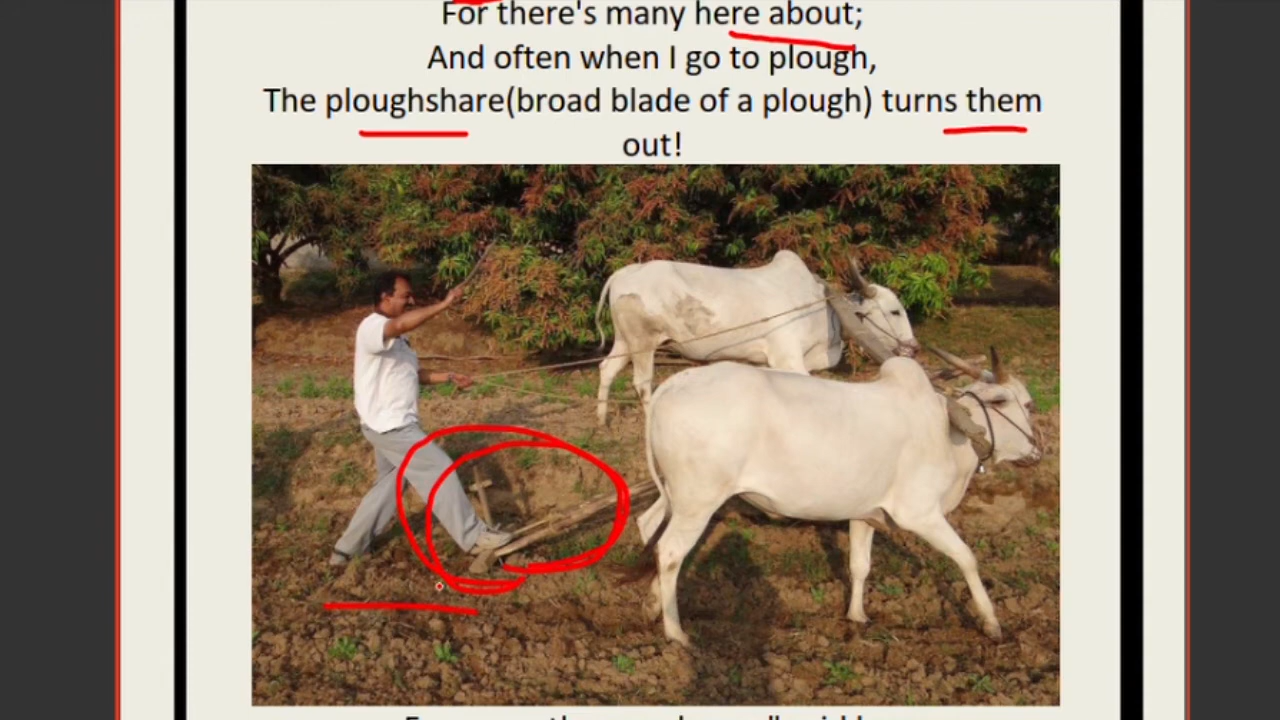 For there's many here about;
And often when I go to plough,
The ploughshare(broad blade of a plough) turns them
out!